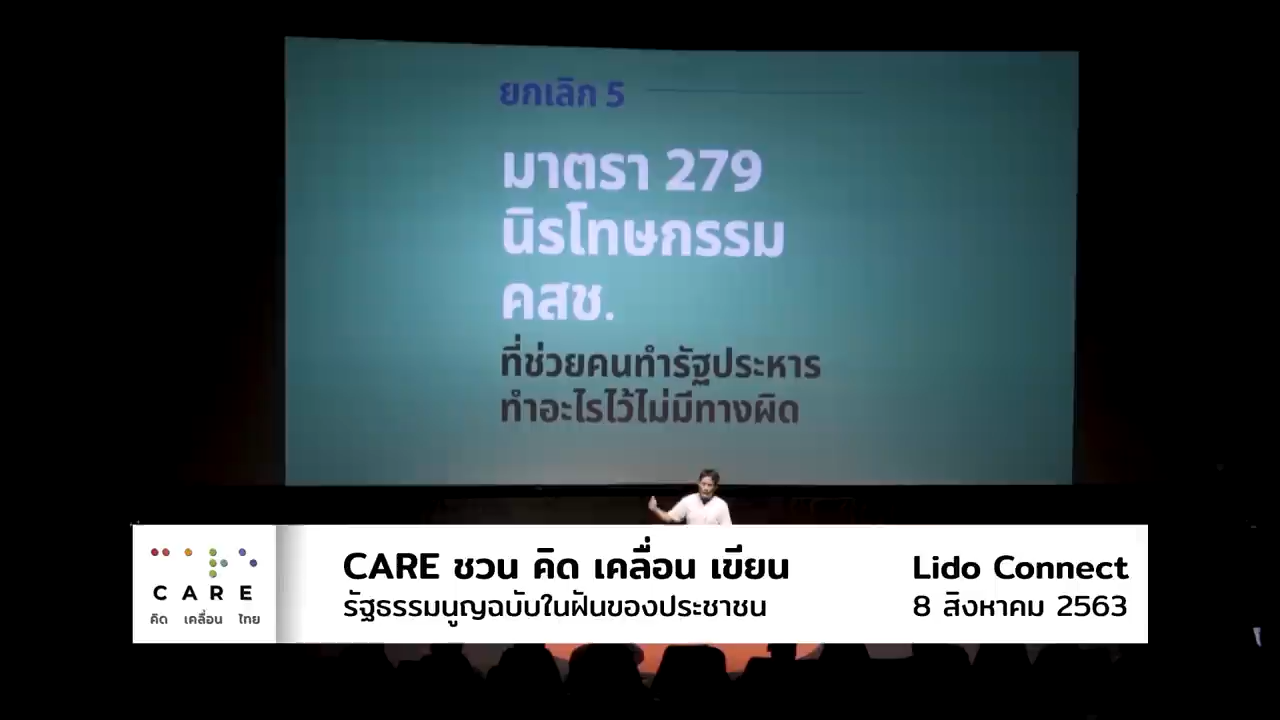 ยกเลิก 5
มาตรา 279
นิรโทษกรรม
คสช.
ที่ช่วยคนทำรัฐประหาร
ทำอะไรไว้ไม่มีทางผิด
CARE
คิด เคลื่อน ไทย
CARE ชวน คิด เคลื่อน เขียน
รัฐธรรมนูญฉบับในฝันของประชาชน
Lido Connect
8 สิงหาคม 2563